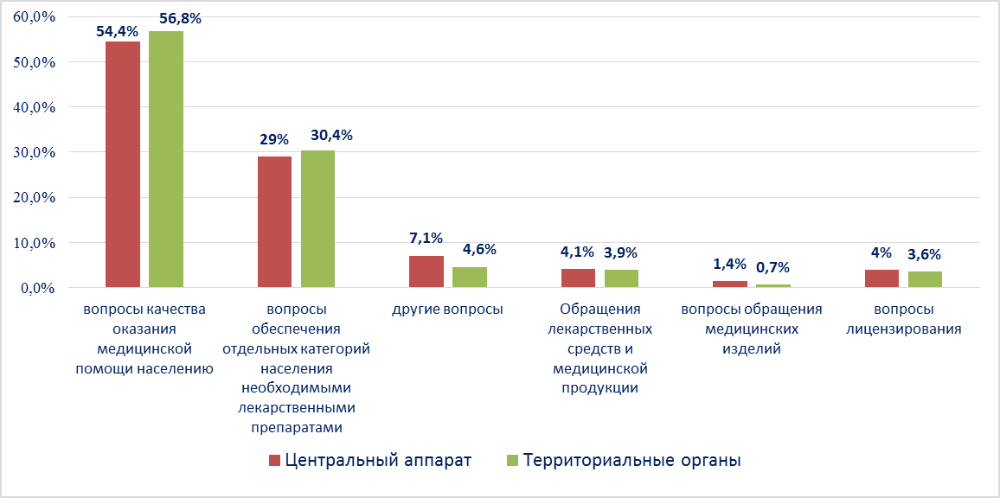 60,0%
50,0%
40,0%
30,0%
20,0%
10,0%
0,0%
54,4%
56,8%
29%
30,4%
7,1%
4,6%
4,1%
3,9%
1,4%
0,7%
4%
3,6%
вопросы качества
оказания
медицинской
помощи населению
вопросы
обеспечения
отдельных категорий
населения
необходимыми
лекарственными
препаратами
другие вопросы
Обращения
лекарственных
средств и
медицинской
продукции
вопросы обращения
медицинских
изделий
вопросы
лицензирования
Центральный аппарат
Территориальные органы